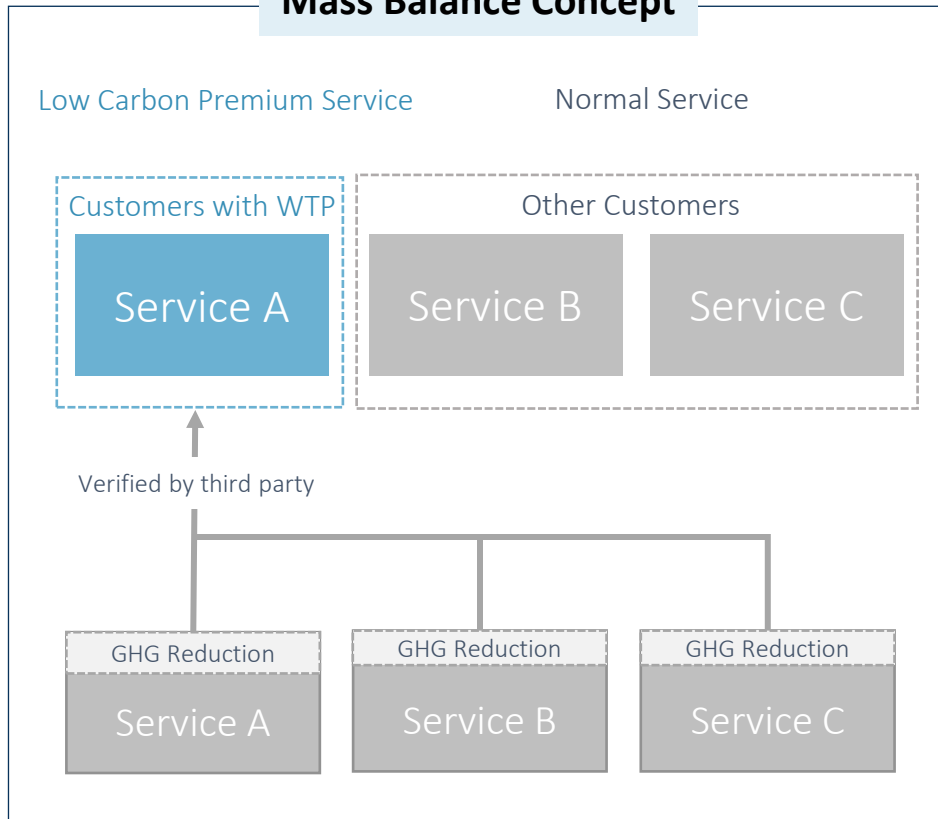 Mass Balance Concept
Low Carbon Premium Service
Normal Service
Customers with WTP
Other Customers
Service A
Service B
Service C
Verified by third party
GHG Reduction
GHG Reduction
GHG Reduction
Service A
Service B
Service C